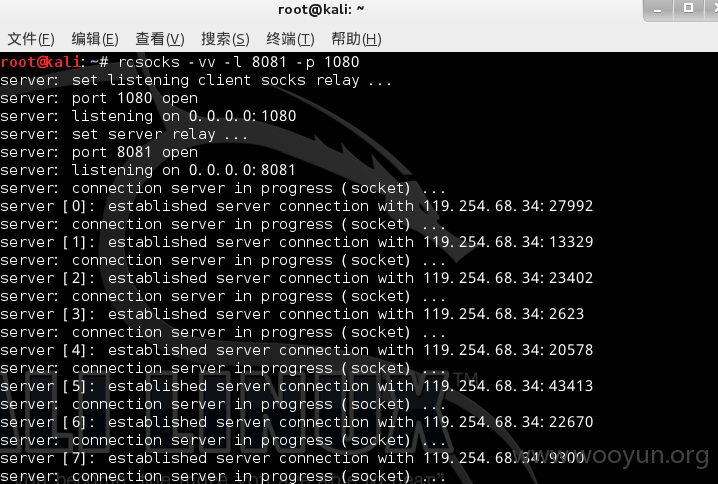 root@kali: ~
文件(F) 编辑(E) 查看(V) 搜索(S) 终端(T) 帮助(H)
root@kali:~# rcsocks -vv -l 8081 -p 1080
server: set listening client socks relay ...
server: port 1080 open
server: listening on 0.0.0.0:1080
server: set server relay ...
server: port 8081 open
server: listening on 0.0.0.0:8081
server: connection server in progress (socket) ...
server [0]: established server connection with 119.254.68.34:27992
server: connection server in progress (socket) ...
server [1]: established server connection with 119.254.68.34:13329
server: connection server in progress (socket) ...
server [2]: established server connection with 119.254.68.34:23402
server: connection server in progress (socket) ...
server [3]: established server connection with 119.254.68.34:2623
server: connection server in progress (socket) ...
server [4]: established server connection with 119.254.68.34:20578
server: connection server in progress (socket) ...
server [5]: established server connection with 119.254.68.34:43413
server: connection server in progress (socket) ...
server [6]: established server connection with 119.254.68.34:22670
server: connection server in progress (socket) ...
server [7]: established server connection with 119.254.68.34:9300
server: connection server in progress (socket) ...
ALI LINUX™
www.wooyun.org